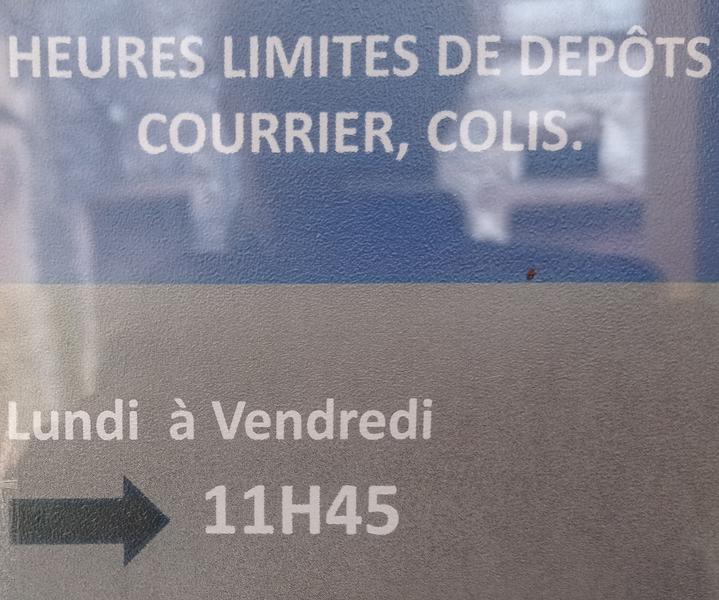 HEURES LIMITES DE DEPÔTS
COURRIER, COLIS.
Lundi à Vendredi
11H45